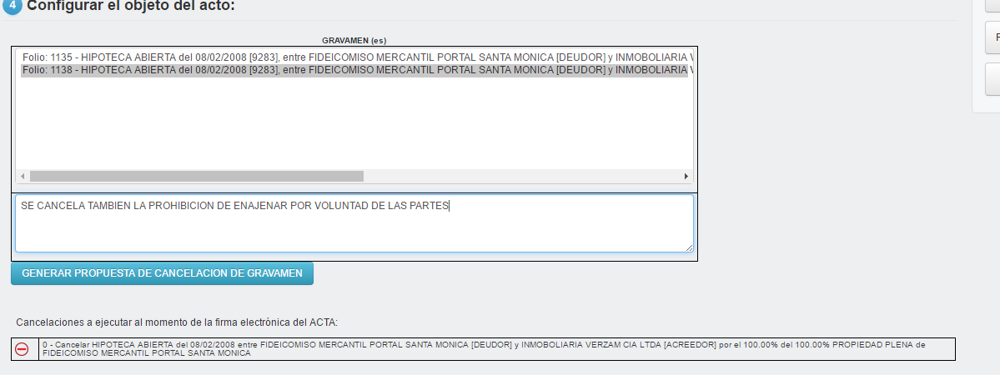 4 Configurar el objeto del acto:
GRAVAMEN (es)
Folio: 1135 - HIPOTECA ABIERTA del 08/02/2008 [9283], entre FIDEICOMISO MERCANTIL PORTAL SANTA MONICA [DEUDOR] y INMOBOLIARIA
Folio: 1138 - HIPOTECA ABIERTA del 08/02/2008 [9283], entre FIDEICOMISO MERCANTIL PORTAL SANTA MONICA [DEUDOR] y INMOBOLIARIA
SE CANCELA TAMBIEN LA PROHIBICION DE ENAJENAR POR VOLUNTAD DE LAS PARTES
GENERAR PROPUESTA DE CANCELACION DE GRAVAMEN
Cancelaciones a ejecutar al momento de la firma electrónica del ACTA:
0 - Cancelar HIPOTECA ABIERTA del 08/02/2008 entre FIDEICOMISO MERCANTIL PORTAL SANTA MONICA [DEUDOR] y INMOBOLIARIA VERZAM CIA LTDA [ACREEDOR] por el 100.00% del 100.00% PROPIEDAD PLENA de
FIDEICOMISO MERCANTIL PORTAL SANTA MONICA